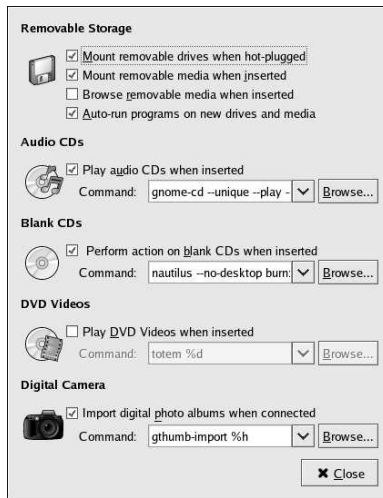 Removable Storage
Mount removable drives when hot-plugged
Mount removable media when inserted
Browse removable media when inserted
Auto-run programs on new drives and media
Audio CDs
Play audio CDs when inserted
Command: gnome-cd --unique --play - Browse...
Blank CDs
Perform action on blank CDs when inserted
Command: nautilus --no-desktop burn: Browse...
DVD Videos
Play DVD Videos when inserted
Command: totem %d Browse...
Digital Camera
Import digital photo albums when connected
Command: gthumb-import %h Browse...
Close